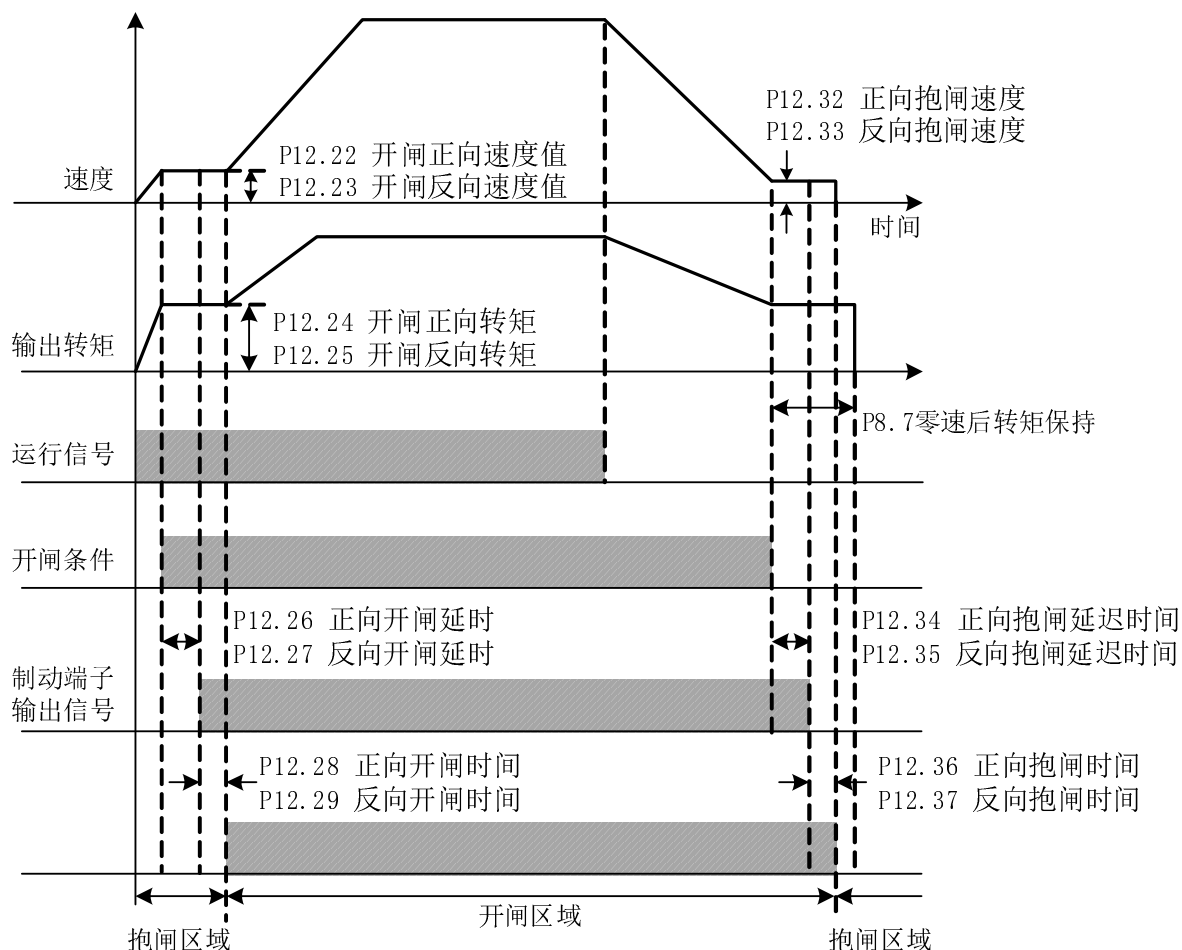 P12.32 正向抱闸速度
P12.33 反向抱闸速度
P12.22 开闸正向速度值
P12.23 开闸反向速度值
速度
时间
P12.24 开闸正向转矩
P12.25 开闸反向转矩
输出转矩
P8.7零速后转矩保持
运行信号
开闸条件
P12.26 正向开闸延时
P12.27 反向开闸延时
P12.34 正向抱闸延迟时间
P12.35 反向抱闸延迟时间
制动端子
输出信号
P12.28 正向开闸时间
P12.29 反向开闸时间
P12.36 正向抱闸时间
P12.37 反向抱闸时间
开闸区域
抱闸区域
抱闸区域